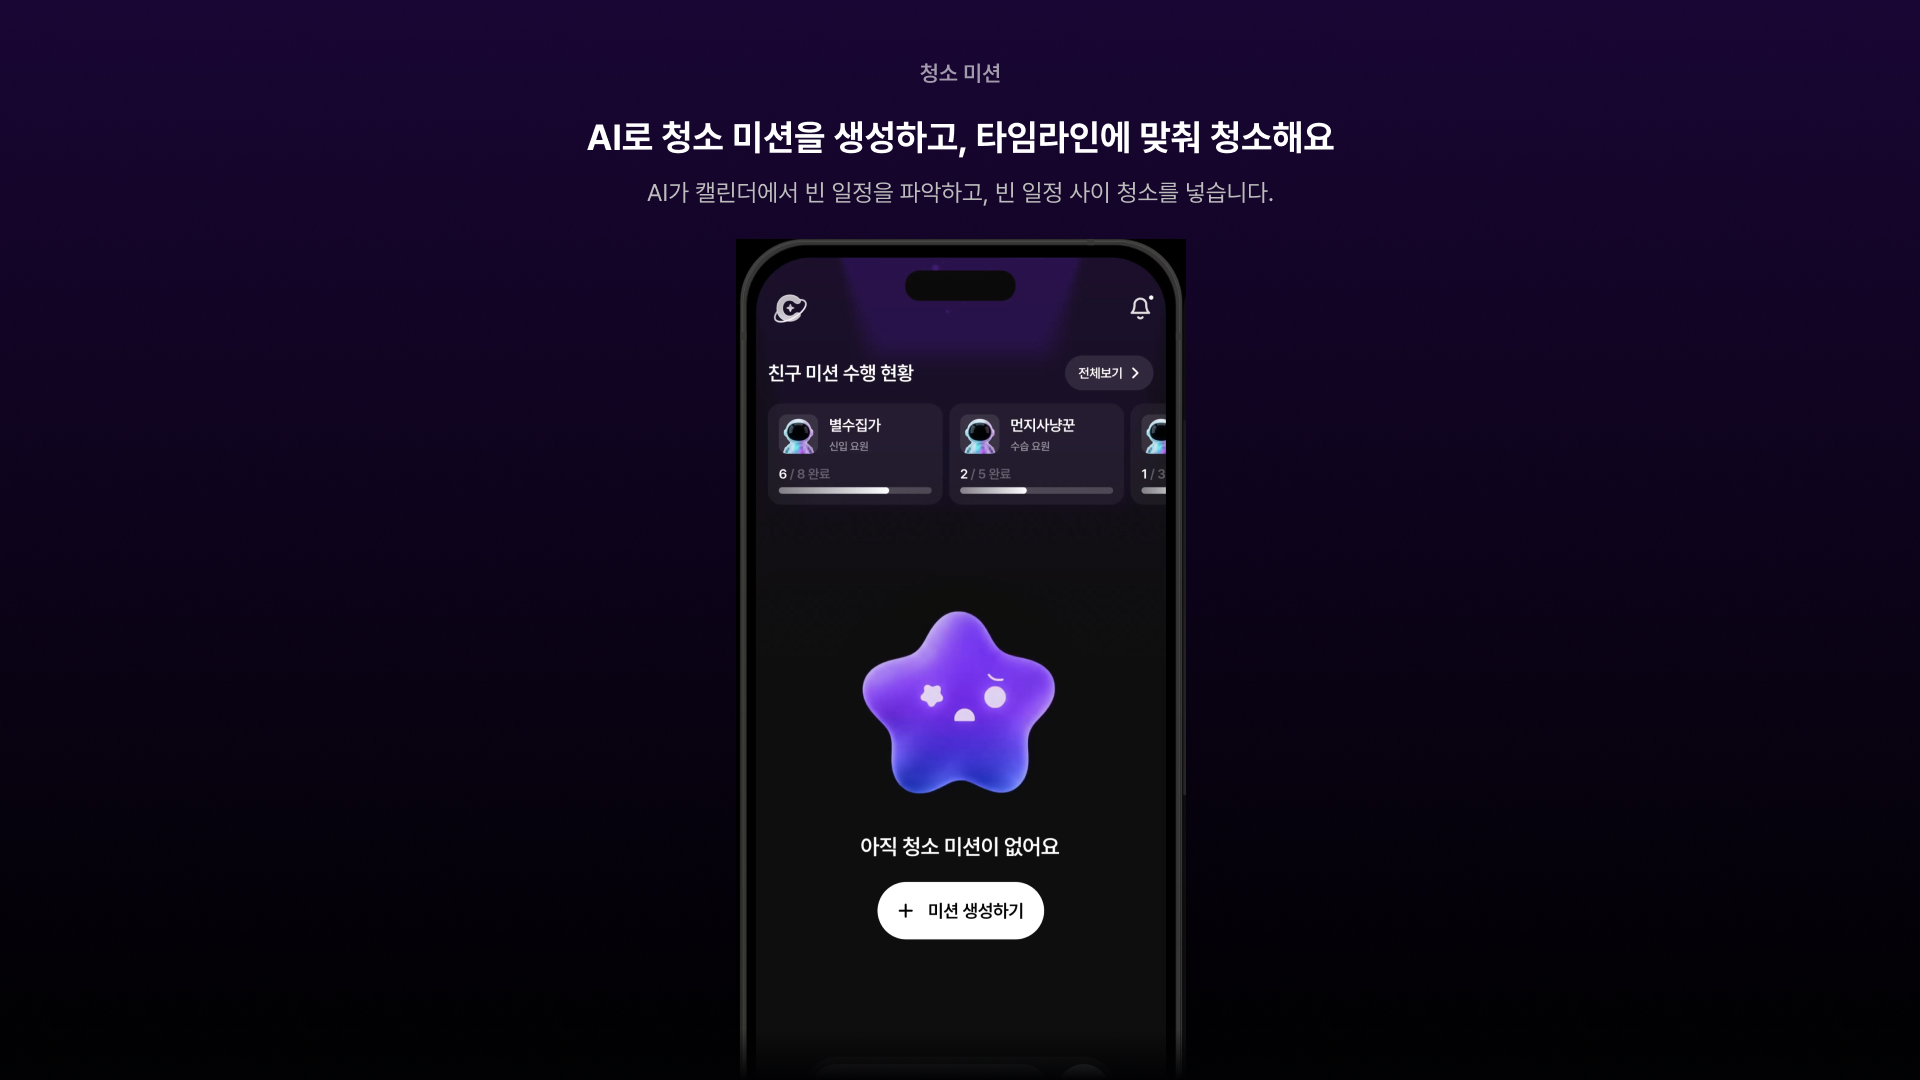 청소 미션
AI로 청소 미션을 생성하고, 타임라인에 맞춰 청소해요
AI가 캘린더에서 빈 일정을 파악하고, 빈 일정 사이 청소를 넣습니다.
친구 미션 수행 현황
전체보기
별수집가
신입 요원
6 / 8 완료
먼지사냥꾼
수습 요원
2 / 5 완료
1 / 3
아직 청소 미션이 없어요
+ 미션 생성하기